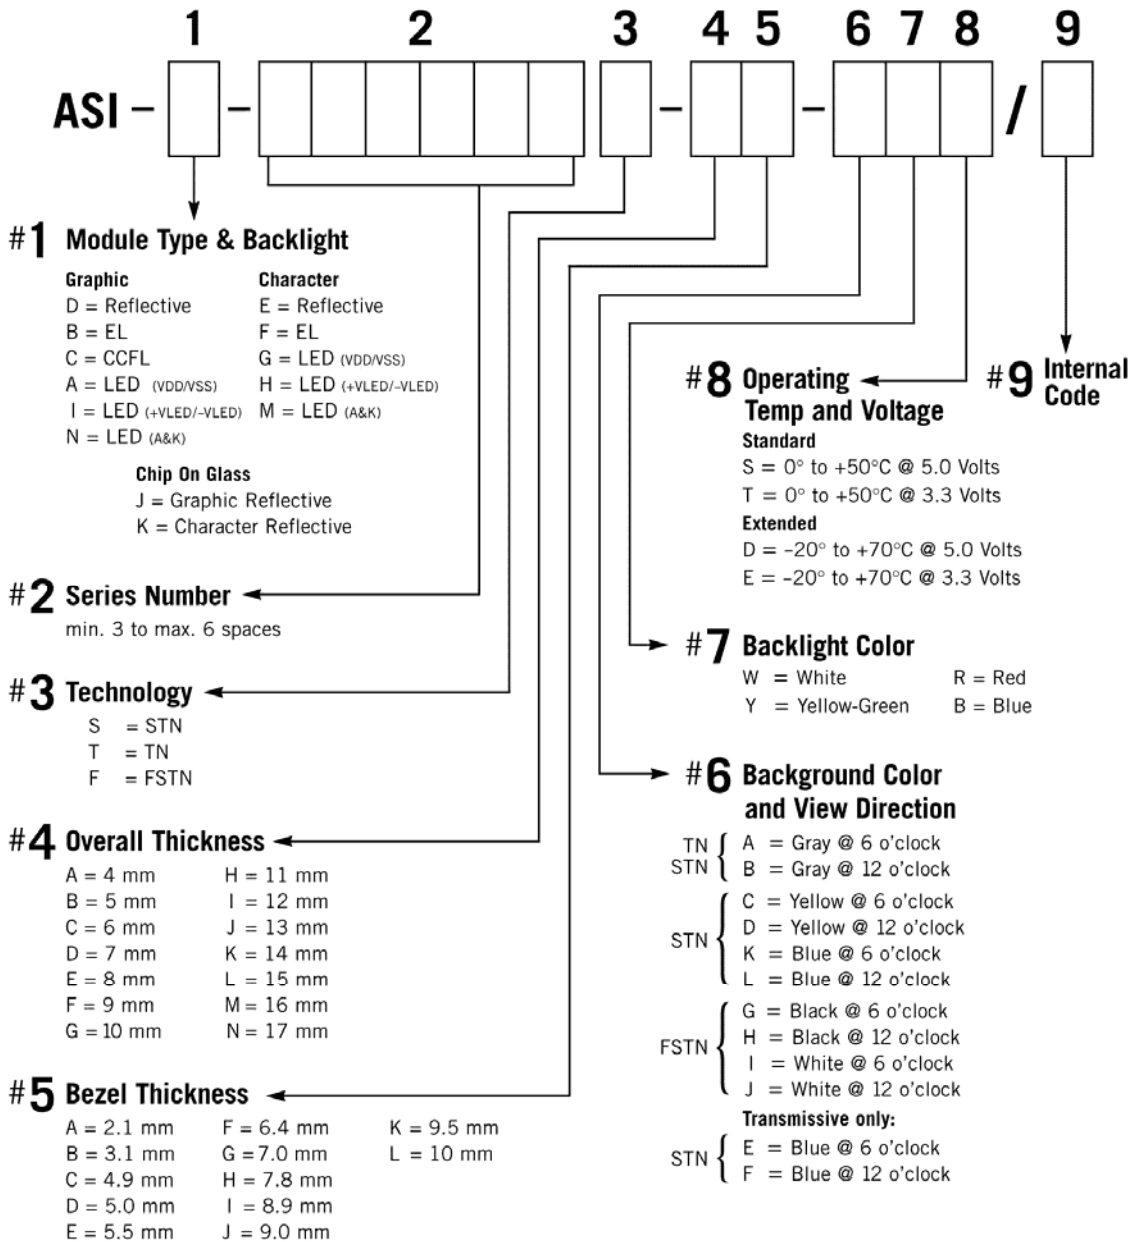 1 2 3 4 5 6 7 8 9
ASI – – – – /
#1 Module Type & Backlight
Graphic
D = Reflective
B = EL
C = CCFL
A = LED (VDD/VSS)
I = LED (+VLED/–VLED)
N = LED (A&K)
Character
E = Reflective
F = EL
G = LED (VDD/VSS)
H = LED (+VLED/–VLED)
M = LED (A&K)
Chip On Glass
J = Graphic Reflective
K = Character Reflective
#2 Series Number
min. 3 to max. 6 spaces
#3 Technology
S = STN
T = TN
F = FSTN
#4 Overall Thickness
A = 4 mm
B = 5 mm
C = 6 mm
D = 7 mm
E = 8 mm
F = 9 mm
G = 10 mm
H = 11 mm
I = 12 mm
J = 13 mm
K = 14 mm
L = 15 mm
M = 16 mm
N = 17 mm
#5 Bezel Thickness
A = 2.1 mm
B = 3.1 mm
C = 4.9 mm
D = 5.0 mm
E = 5.5 mm
F = 6.4 mm
G = 7.0 mm
H = 7.8 mm
I = 8.9 mm
J = 9.0 mm
K = 9.5 mm
L = 10 mm
#8 Operating
Temp and Voltage
Standard
S = 0° to +50°C @ 5.0 Volts
T = 0° to +50°C @ 3.3 Volts
Extended
D = –20° to +70°C @ 5.0 Volts
E = –20° to +70°C @ 3.3 Volts
#9 Internal
Code
#7 Backlight Color
W = White
Y = Yellow-Green
R = Red
B = Blue
#6 Background Color
and View Direction
TN
STN
A = Gray @ 6 o'clock
B = Gray @ 12 o'clock
STN
C = Yellow @ 6 o'clock
D = Yellow @ 12 o'clock
K = Blue @ 6 o'clock
L = Blue @ 12 o'clock
FSTN
G = Black @ 6 o'clock
H = Black @ 12 o'clock
I = White @ 6 o'clock
J = White @ 12 o'clock
Transmissive only:
STN
E = Blue @ 6 o'clock
F = Blue @ 12 o'clock